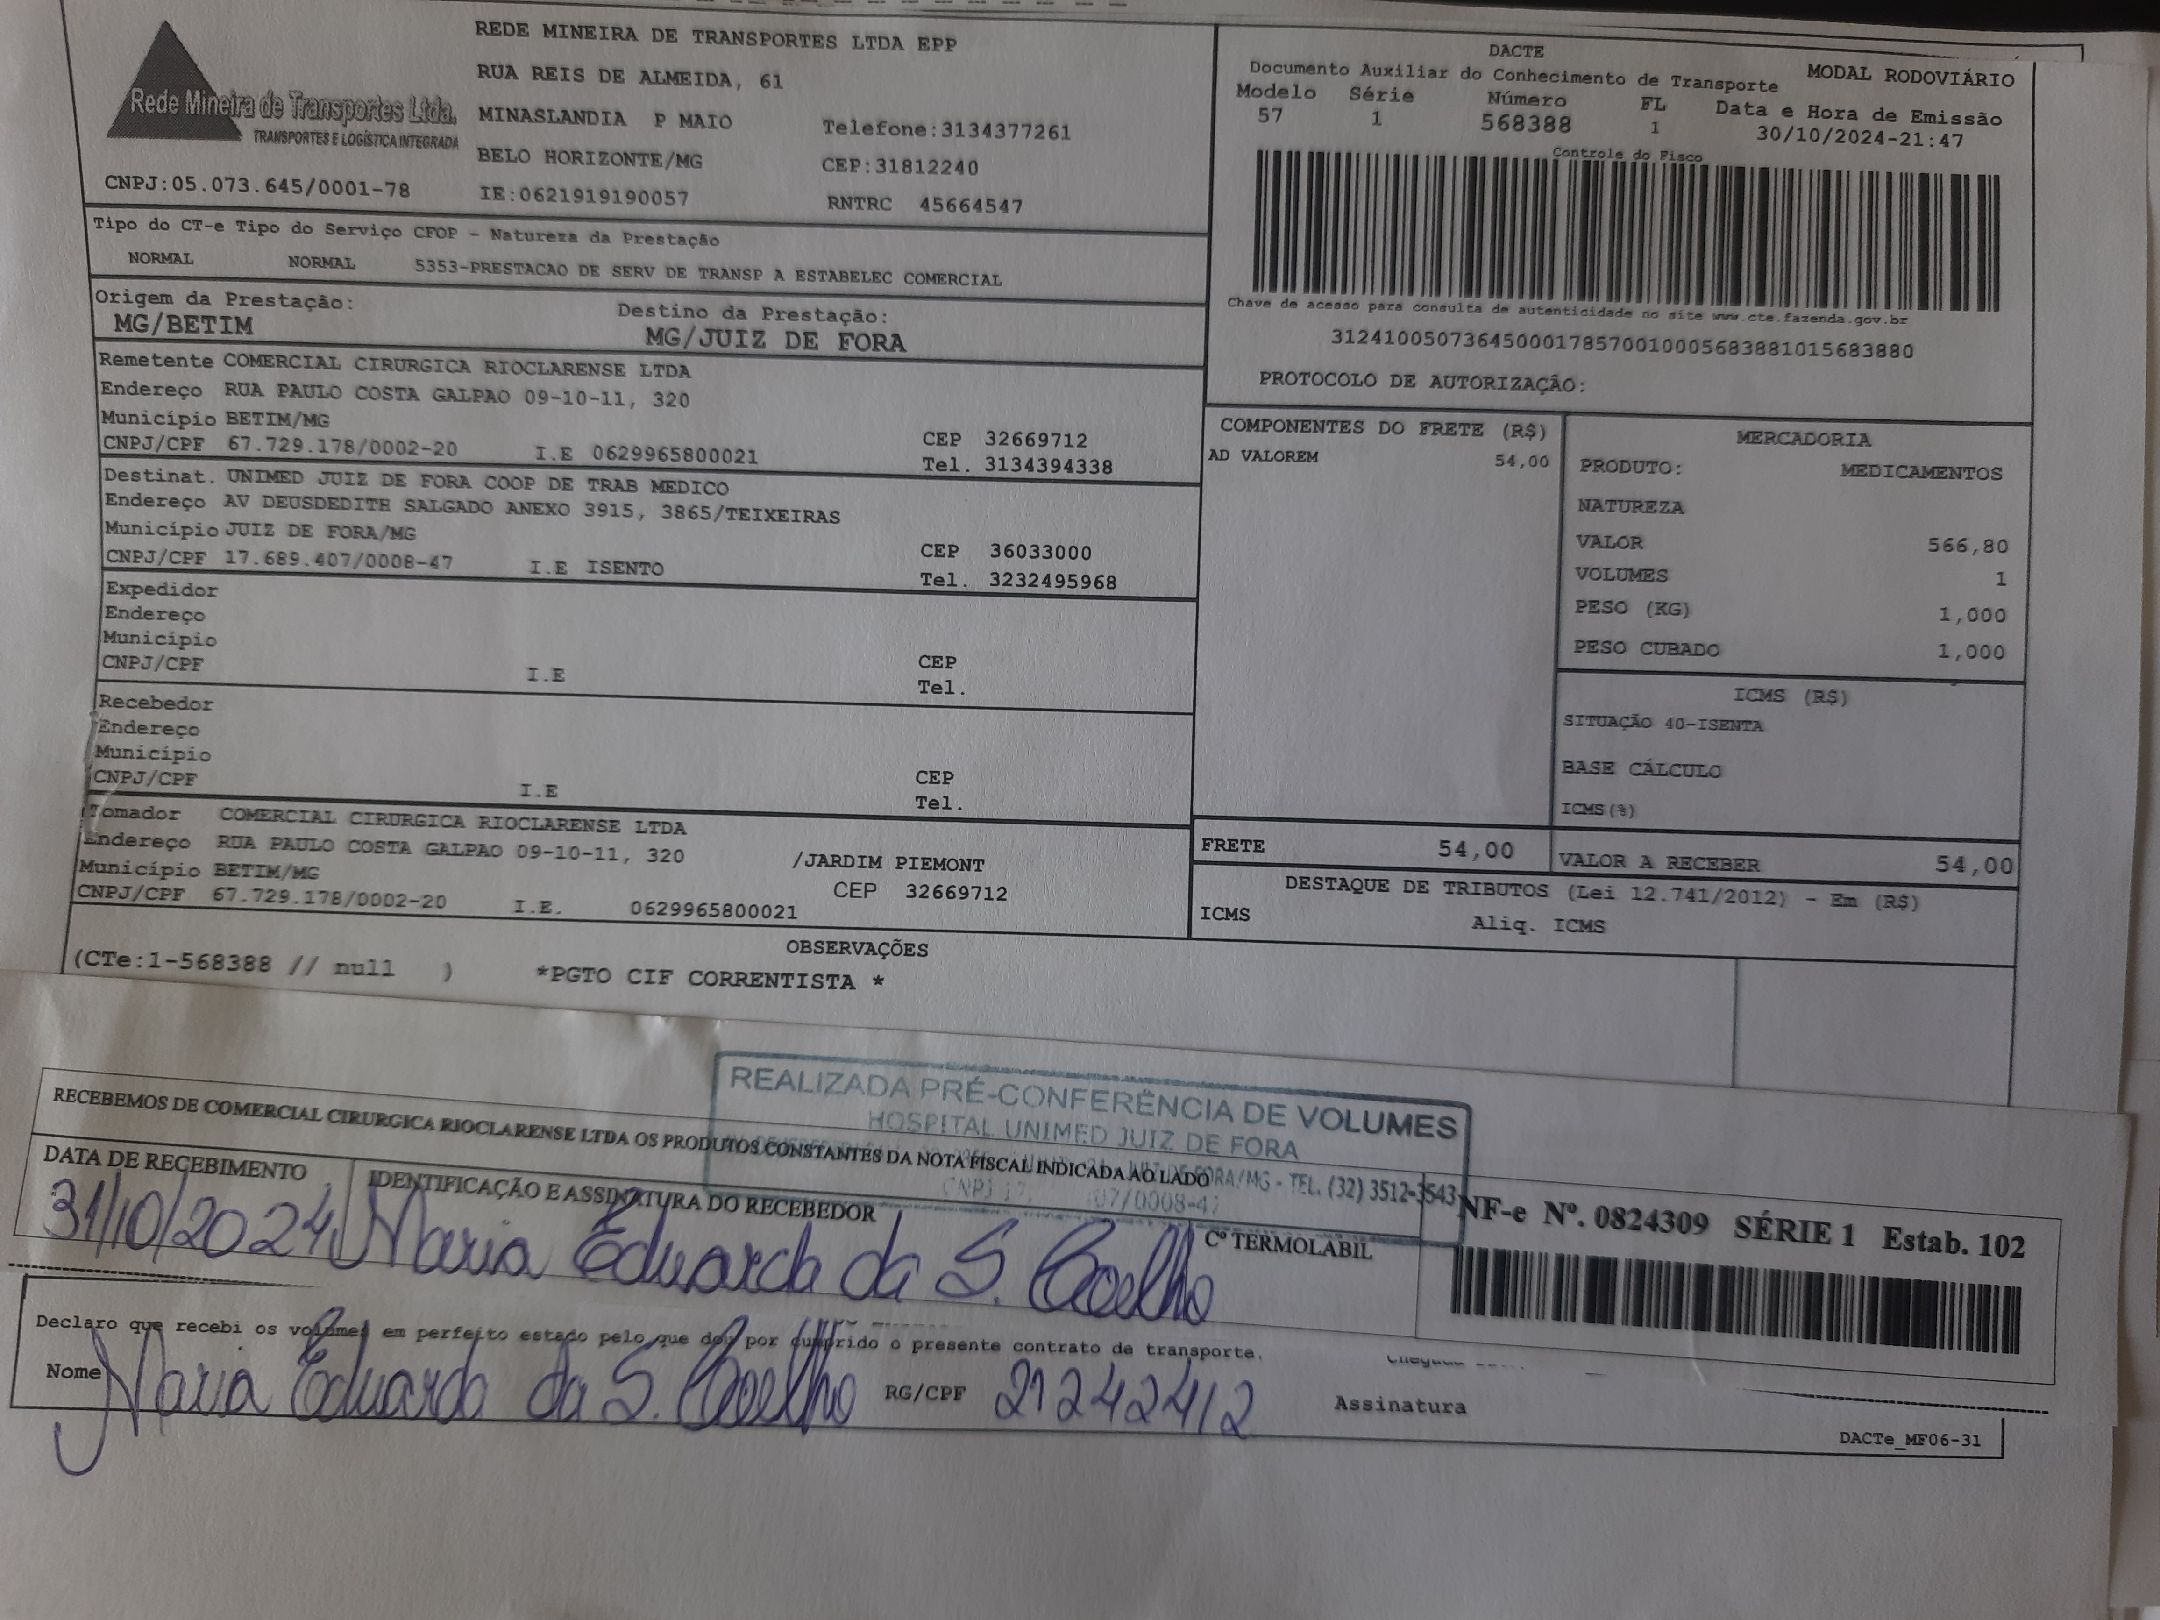 Rede Mineira de Transportes Ltda.
TRANSPORTES E LOGÍSTICA INTEGRADA
CNPJ:05.073.645/0001-78
REDE MINEIRA DE TRANSPORTES LTDA EPP
RUA REIS DE ALMEIDA, 61
MINASLANDIA P MAIO Telefone:3134377261
BELO HORIZONTE/MG CEP:31812240
IE:0621919190057 RNTRC 45664547
DACTE
Documento Auxiliar do Conhecimento de Transporte MODAL RODOVIÁRIO
Modelo Série Número FL Data e Hora de Emissão
57 1 568388 1 30/10/2024-21:47
Controle do Fisco
Chave de acesso para consulta de autenticidade no site www.cte.fazenda.gov.br
31241005073645000178570010005683881015683880
PROTOCOLO DE AUTORIZAÇÃO:
Tipo do CT-e Tipo do Serviço CFOP - Natureza da Prestação
NORMAL NORMAL 5353-PRESTACAO DE SERV DE TRANSP A ESTABELEC COMERCIAL
Origem da Prestação: Destino da Prestação:
MG/BETIM MG/JUIZ DE FORA
Remetente COMERCIAL CIRURGICA RIOCLARENSE LTDA
Endereço RUA PAULO COSTA GALPAO 09-10-11, 320
Município BETIM/MG CEP 32669712
CNPJ/CPF 67.729.178/0002-20 I.E 0629965800021 Tel. 3134394338
Destinat. UNIMED JUIZ DE FORA COOP DE TRAB MEDICO
Endereço AV DEUSDEDITH SALGADO ANEXO 3915, 3865/TEIXEIRAS
Município JUIZ DE FORA/MG CEP 36033000
CNPJ/CPF 17.689.407/0008-47 I.E ISENTO Tel. 3232495968
Expedidor
Endereço
Município CEP
CNPJ/CPF I.E Tel.
Recebedor
Endereço
Município CEP
CNPJ/CPF I.E Tel.
Tomador COMERCIAL CIRURGICA RIOCLARENSE LTDA
Endereço RUA PAULO COSTA GALPAO 09-10-11, 320 /JARDIM PIEMONT
Município BETIM/MG CEP 32669712
CNPJ/CPF 67.729.178/0002-20 I.E. 0629965800021
COMPONENTES DO FRETE (R$)
AD VALOREM 54,00
MERCADORIA
PRODUTO: MEDICAMENTOS
NATUREZA
VALOR 566,80
VOLUMES 1
PESO (KG) 1,000
PESO CUBADO 1,000
ICMS (R$)
SITUAÇÃO 40-ISENTA
BASE CÁLCULO
ICMS(%)
FRETE 54,00 VALOR A RECEBER 54,00
DESTAQUE DE TRIBUTOS (Lei 12.741/2012) - Em (R$)
ICMS Aliq. ICMS
OBSERVAÇÕES
(CTe:1-568388 // null ) *PGTO CIF CORRENTISTA *
REALIZADA PRÉ-CONFERÊNCIA DE VOLUMES
HOSPITAL UNIMED JUIZ DE FORA
DE FORA/MG - TEL. (32) 3512-3543
CNPJ 07/0008-47
RECEBEMOS DE COMERCIAL CIRURGICA RIOCLARENSE LTDA OS PRODUTOS CONSTANTES DA NOTA FISCAL INDICADA AO LADO
DATA DE RECEBIMENTO IDENTIFICAÇÃO E ASSINATURA DO RECEBEDOR
31/10/2024 Maria Eduarda da S. Coelho
Cº TERMOLABIL
NF-e Nº. 0824309 SÉRIE 1 Estab. 102
Declaro que recebi os volumes em perfeito estado pelo que dou por cumprido o presente contrato de transporte.
Nome Maria Eduarda da S. Coelho RG/CPF 21242412 Assinatura
DACTe_MF06-31